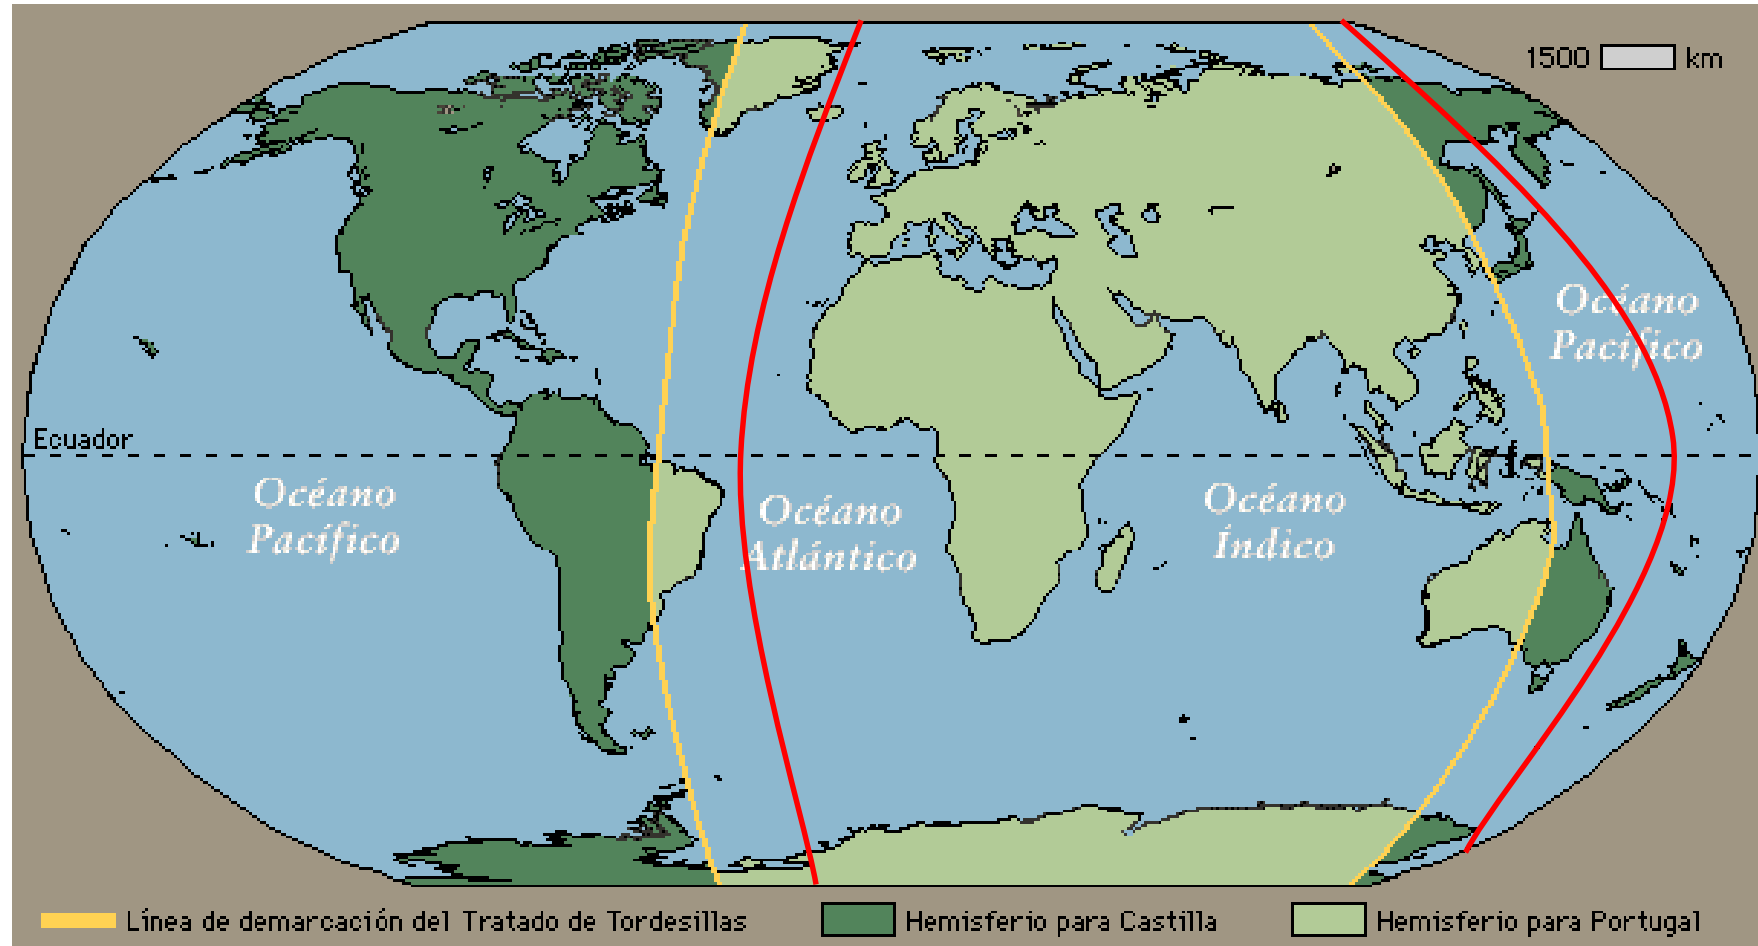 1500 km
Océano
Pacífico
Ecuador
Océano
Pacífico
Océano
Atlántico
Océano
Índico
Línea de demarcación del Tratado de Tordesillas
Hemisferio para Castilla
Hemisferio para Portugal